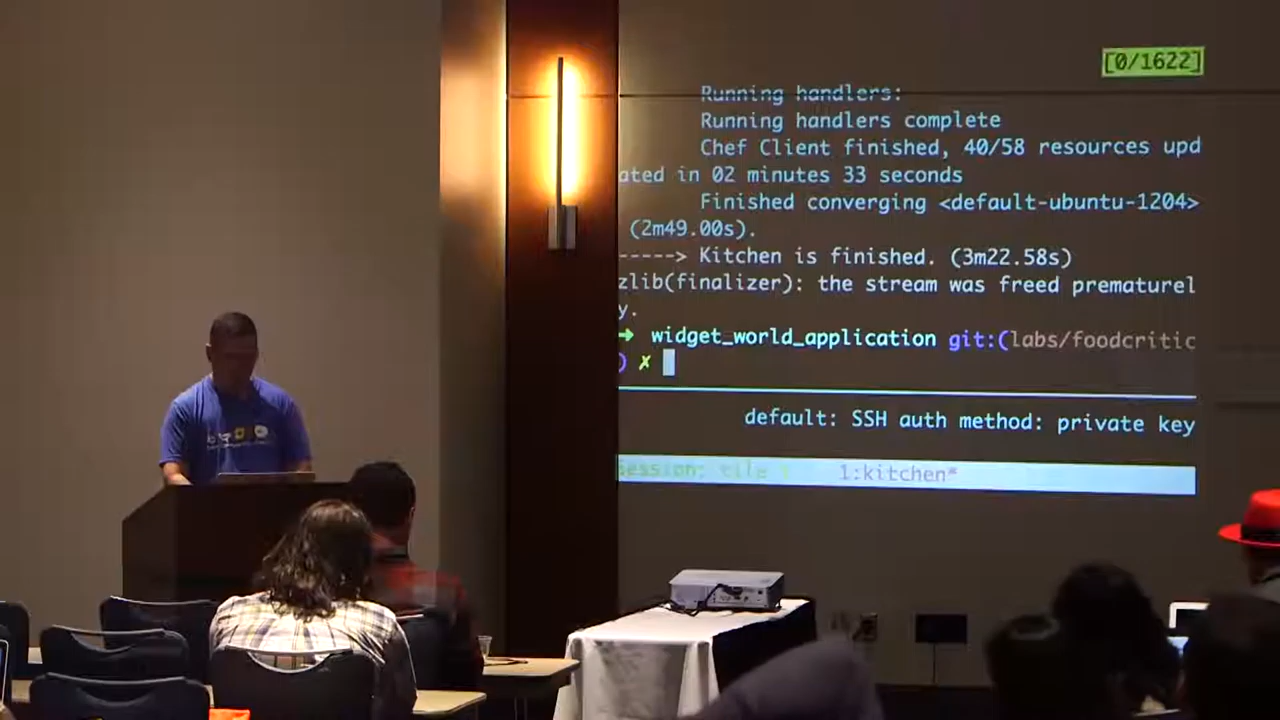 [0/1622]
Running handlers:
Running handlers complete
Chef Client finished, 40/58 resources upd
ated in 02 minutes 33 seconds
Finished converging <default-ubuntu-1204>
(2m49.00s).
-----> Kitchen is finished. (3m22.58s)
zlib(finalizer): the stream was freed prematurel
y.
➜ widget_world_application git:(labs/foodcritic
) ✗
default: SSH auth method: private key
session: tile 1:kitchen*